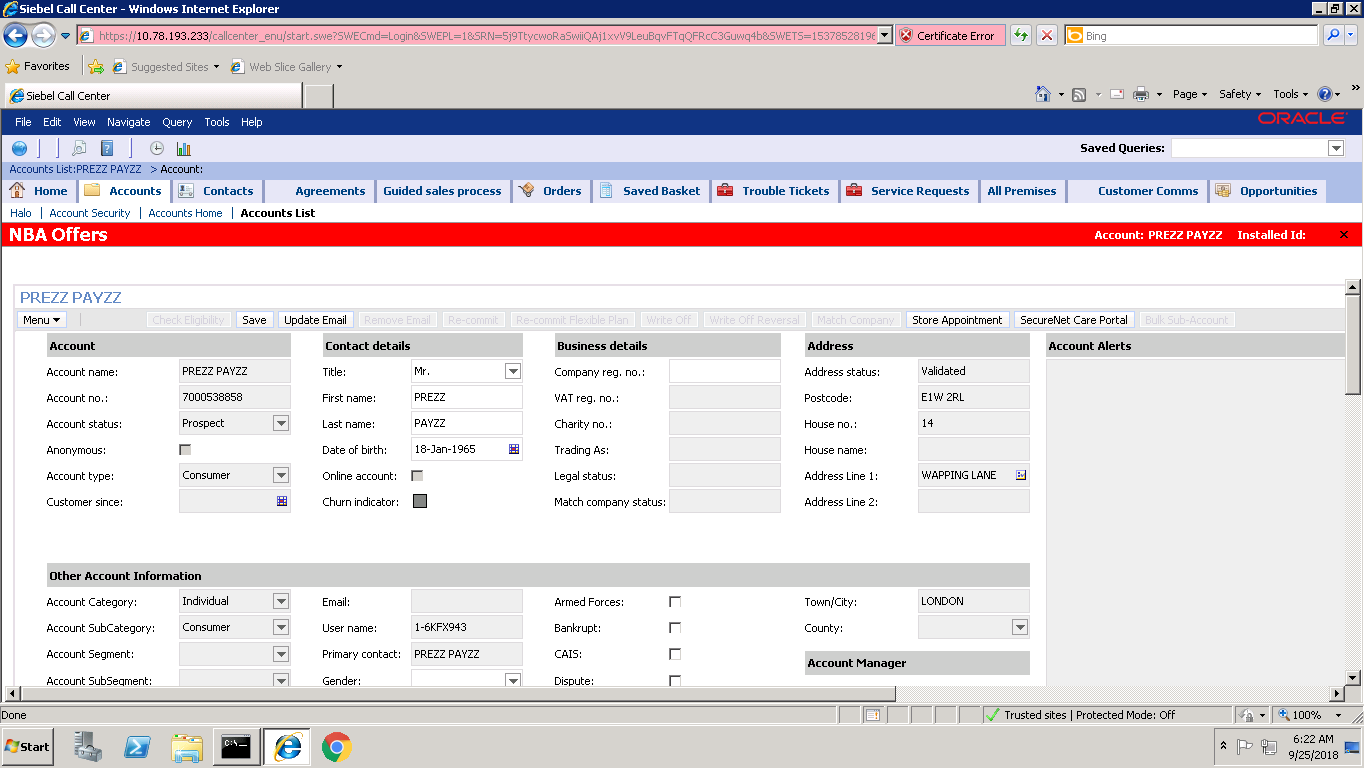 Siebel Call Center - Windows Internet Explorer
https://10.78.193.233/callcenter_enu/start.swe?SWECmd=Login&SWEPL=1&SRN=5j9TtycwoRaSwiiQAj1xvV9LeuBqvFTqQFRcC3Guwq4b&SWETS=1537852819 Certificate Error Bing
Favorites Suggested Sites Web Slice Gallery
Siebel Call Center Page Safety Tools
File Edit View Navigate Query Tools Help ORACLE
Saved Queries:
Accounts List:PREZZ PAYZZ > Account:
Home Accounts Contacts Agreements Guided sales process Orders Saved Basket Trouble Tickets Service Requests All Premises Customer Comms Opportunities
Halo | Account Security | Accounts Home | Accounts List
NBA Offers Account: PREZZ PAYZZ Installed Id:
PREZZ PAYZZ
Menu Check Eligibility Save Update Email Remove Email Re-commit Re-commit Flexible Plan Write Off Write Off Reversal Match Company Store Appointment SecureNet Care Portal Bulk Sub-Account
Account Contact details Business details Address Account Alerts
Account name: PREZZ PAYZZ Title: Mr. Company reg. no.: Address status: Validated
Account no.: 7000538858 First name: PREZZ VAT reg. no.: Postcode: E1W 2RL
Account status: Prospect Last name: PAYZZ Charity no.: House no.: 14
Anonymous: Date of birth: 18-Jan-1965 Trading As: House name:
Account type: Consumer Online account: Legal status: Address Line 1: WAPPING LANE
Customer since: Churn indicator: Match company status: Address Line 2:
Other Account Information
Account Category: Individual Email: Armed Forces: Town/City: LONDON
Account SubCategory: Consumer User name: 1-6KFX943 Bankrupt: County:
Account Segment: Primary contact: PREZZ PAYZZ CAIS: Account Manager
Account SubSegment: Gender: Dispute:
Done Trusted sites | Protected Mode: Off 100%
Start 6:22 AM
9/25/2018